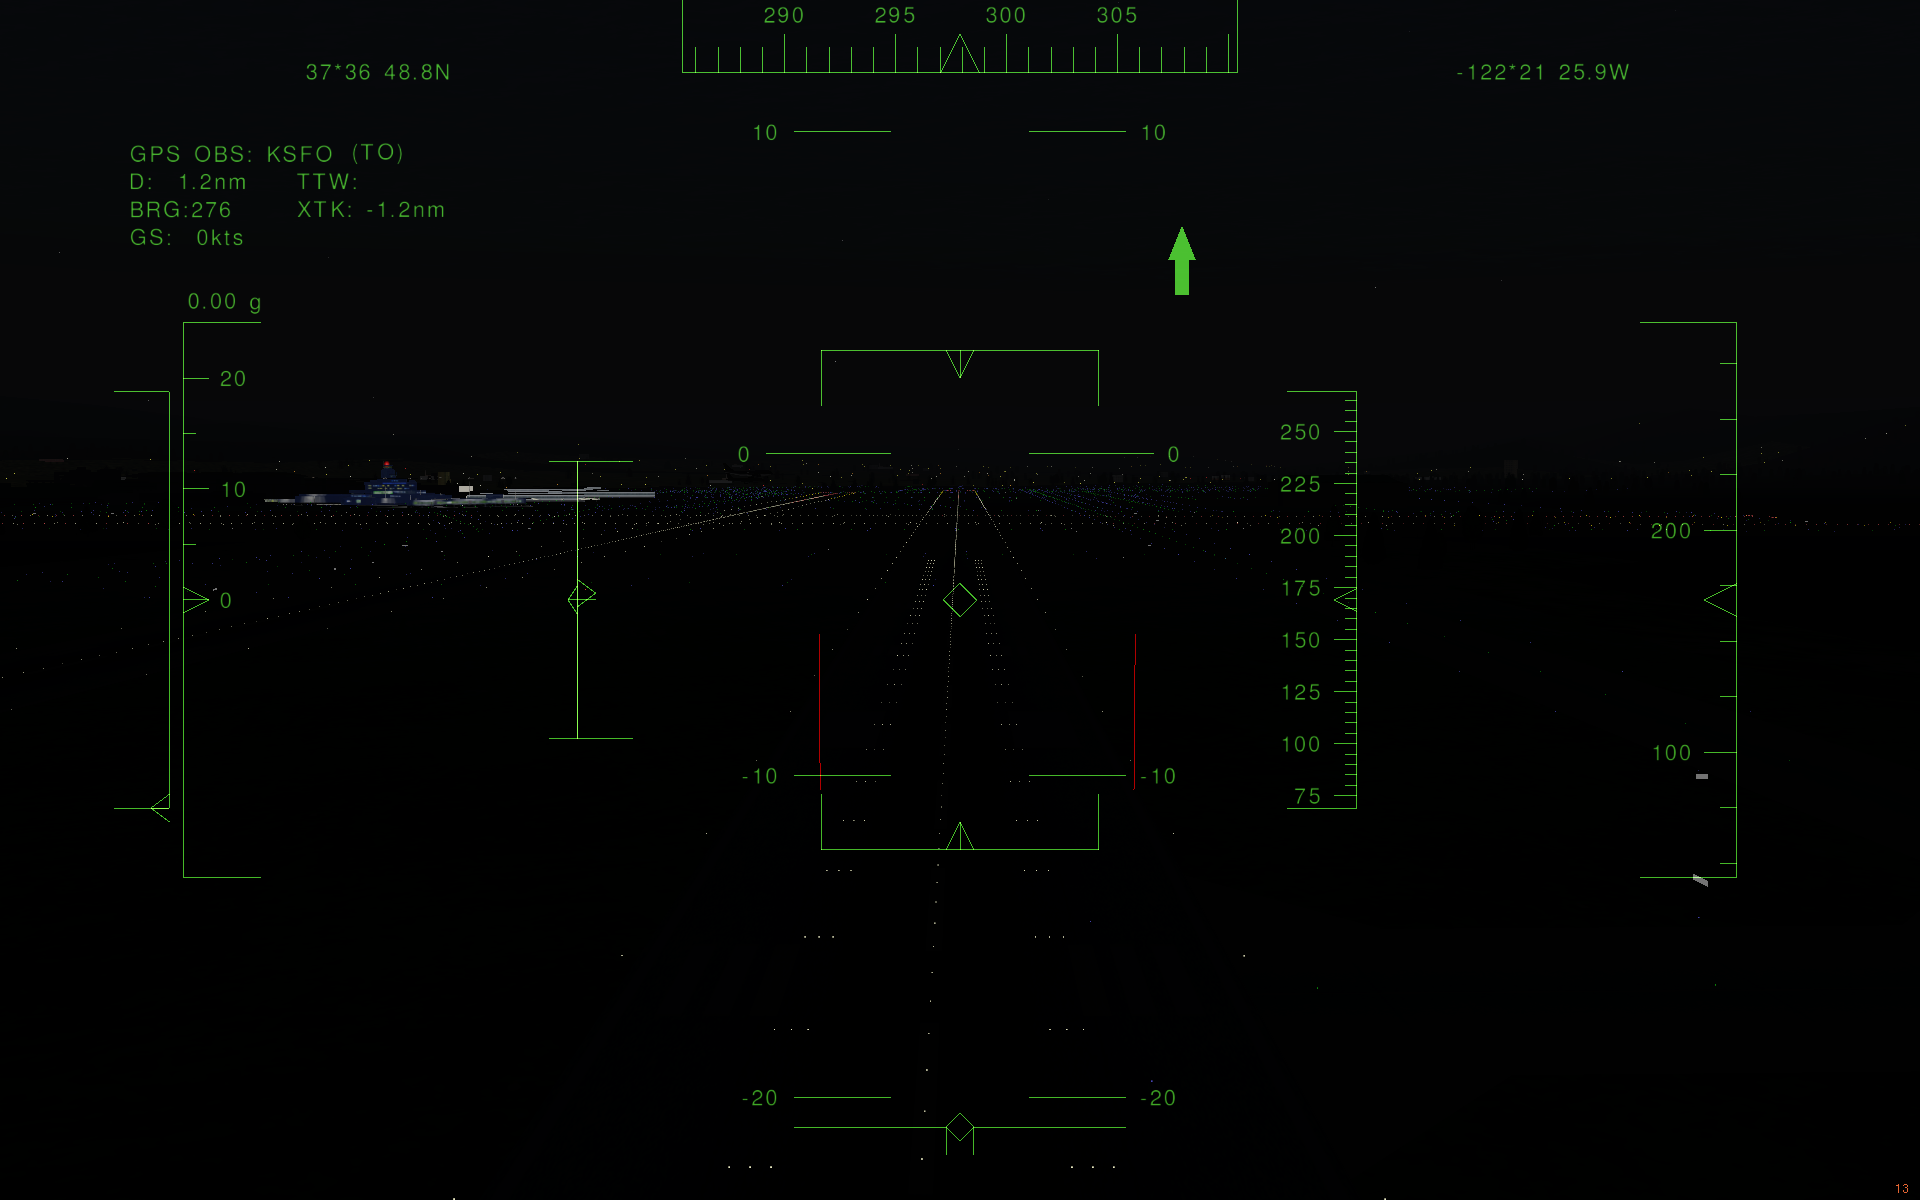 290 295 300 305
37*36 48.8N
-122*21 25.9W
10 10
GPS OBS: KSFO (TO)
D: 1.2nm TTW:
BRG:276 XTK: -1.2nm
GS: 0kts
0.00 g
20
250
0 0
10
225
200
200
175
0
150
125
100
100
-10 -10
75
-20 -20
13